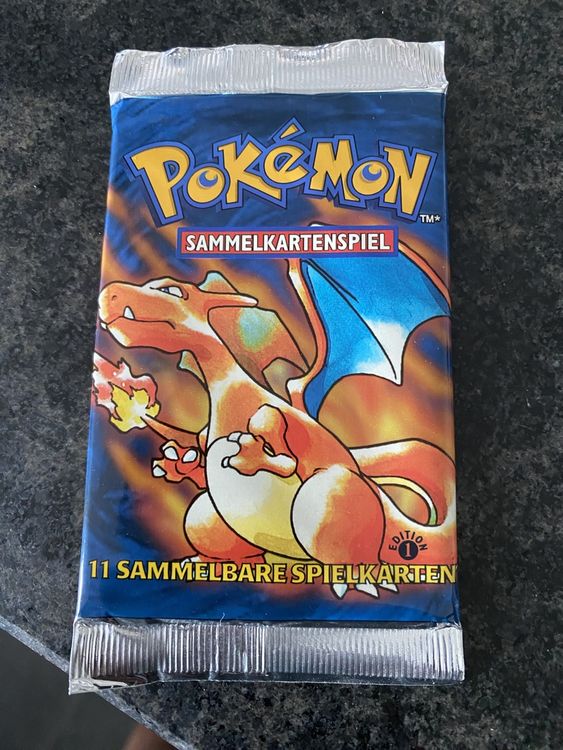 POKéMON
TM*
SAMMELKARTENSPIEL
EDITION
1
11 SAMMELBARE SPIELKARTEN